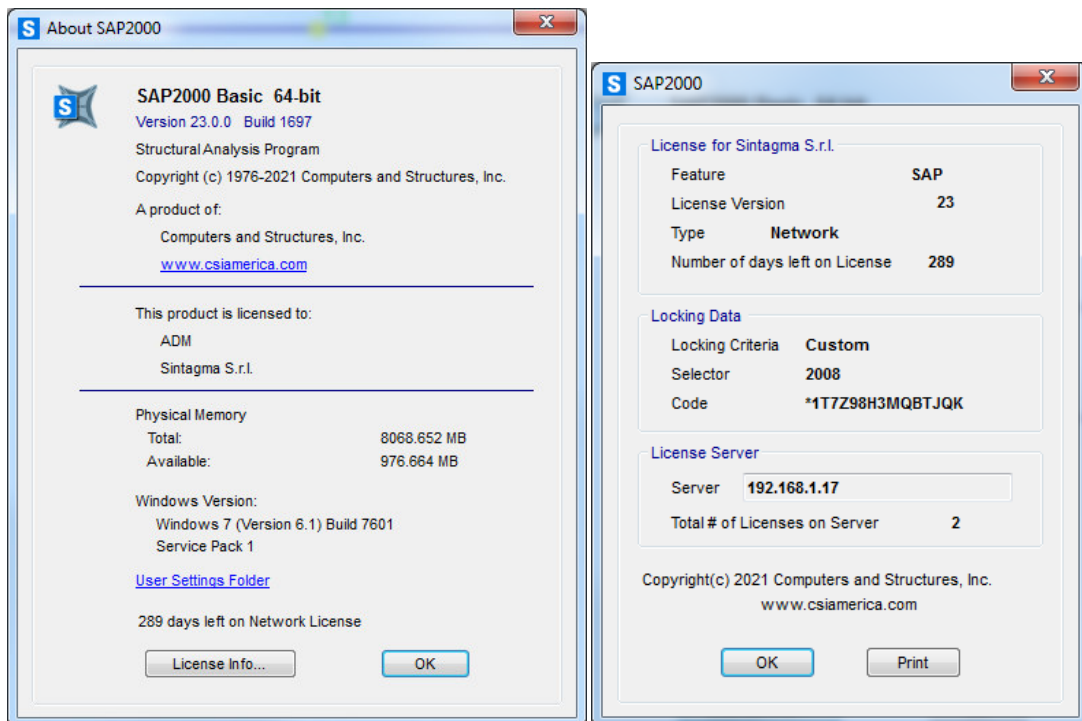 About SAP2000
SAP2000 Basic 64-bit
Version 23.0.0 Build 1697
Structural Analysis Program
Copyright (c) 1976-2021 Computers and Structures, Inc.
A product of:
Computers and Structures, Inc.
www.csiamerica.com
This product is licensed to:
ADM
Sintagma S.r.l.
Physical Memory
Total: 8068.652 MB
Available: 976.664 MB
Windows Version:
Windows 7 (Version 6.1) Build 7601
Service Pack 1
User Settings Folder
289 days left on Network License
License Info... OK
SAP2000
License for Sintagma S.r.l.
Feature SAP
License Version 23
Type Network
Number of days left on License 289
Locking Data
Locking Criteria Custom
Selector 2008
Code *1T7Z98H3MQBTJQK
License Server
Server 192.168.1.17
Total # of Licenses on Server 2
Copyright(c) 2021 Computers and Structures, Inc.
www.csiamerica.com
OK Print